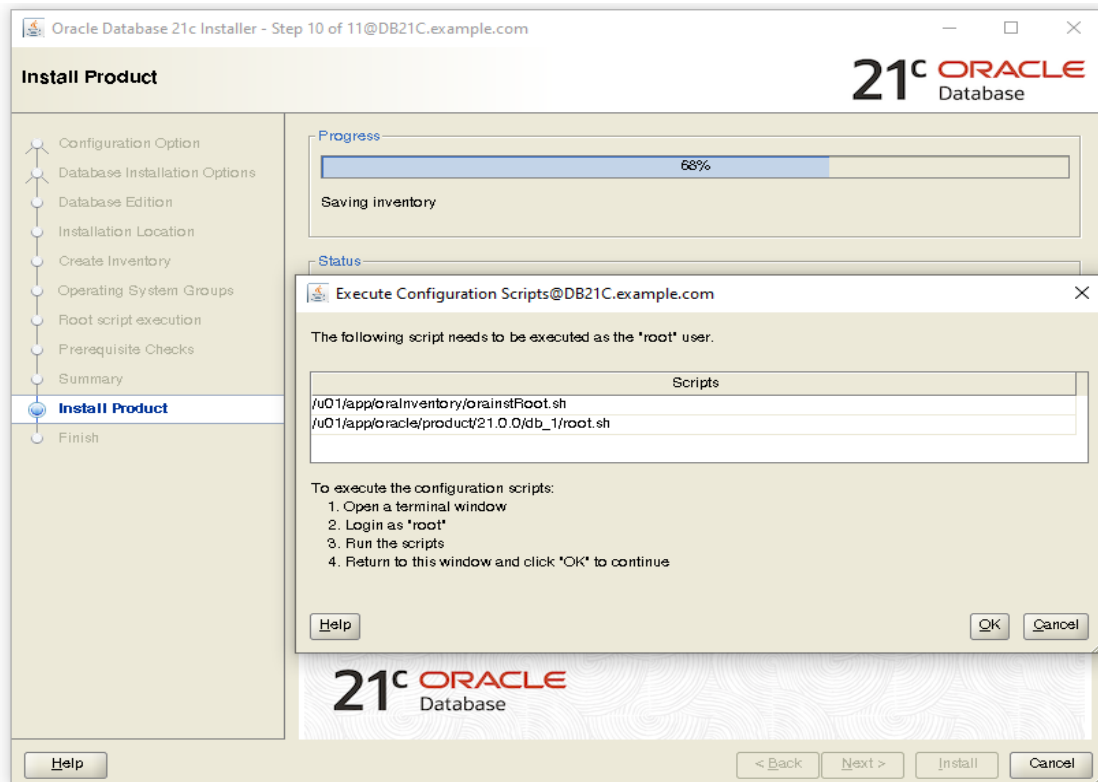 Oracle Database 21c Installer - Step 10 of 11@DB21C.example.com
Install Product
21c ORACLE
Database
Configuration Option
Database Installation Options
Database Edition
Installation Location
Create Inventory
Operating System Groups
Root script execution
Prerequisite Checks
Summary
Install Product
Finish
Progress
68%
Saving inventory
Status
Execute Configuration Scripts@DB21C.example.com
The following script needs to be executed as the "root" user.
Scripts
/u01/app/oraInventory/orainstRoot.sh
/u01/app/oracle/product/21.0.0/db_1/root.sh
To execute the configuration scripts:
1. Open a terminal window
2. Login as "root"
3. Run the scripts
4. Return to this window and click "OK" to continue
Help
OK
Cancel
21c ORACLE
Database
Help
< Back
Next >
Install
Cancel